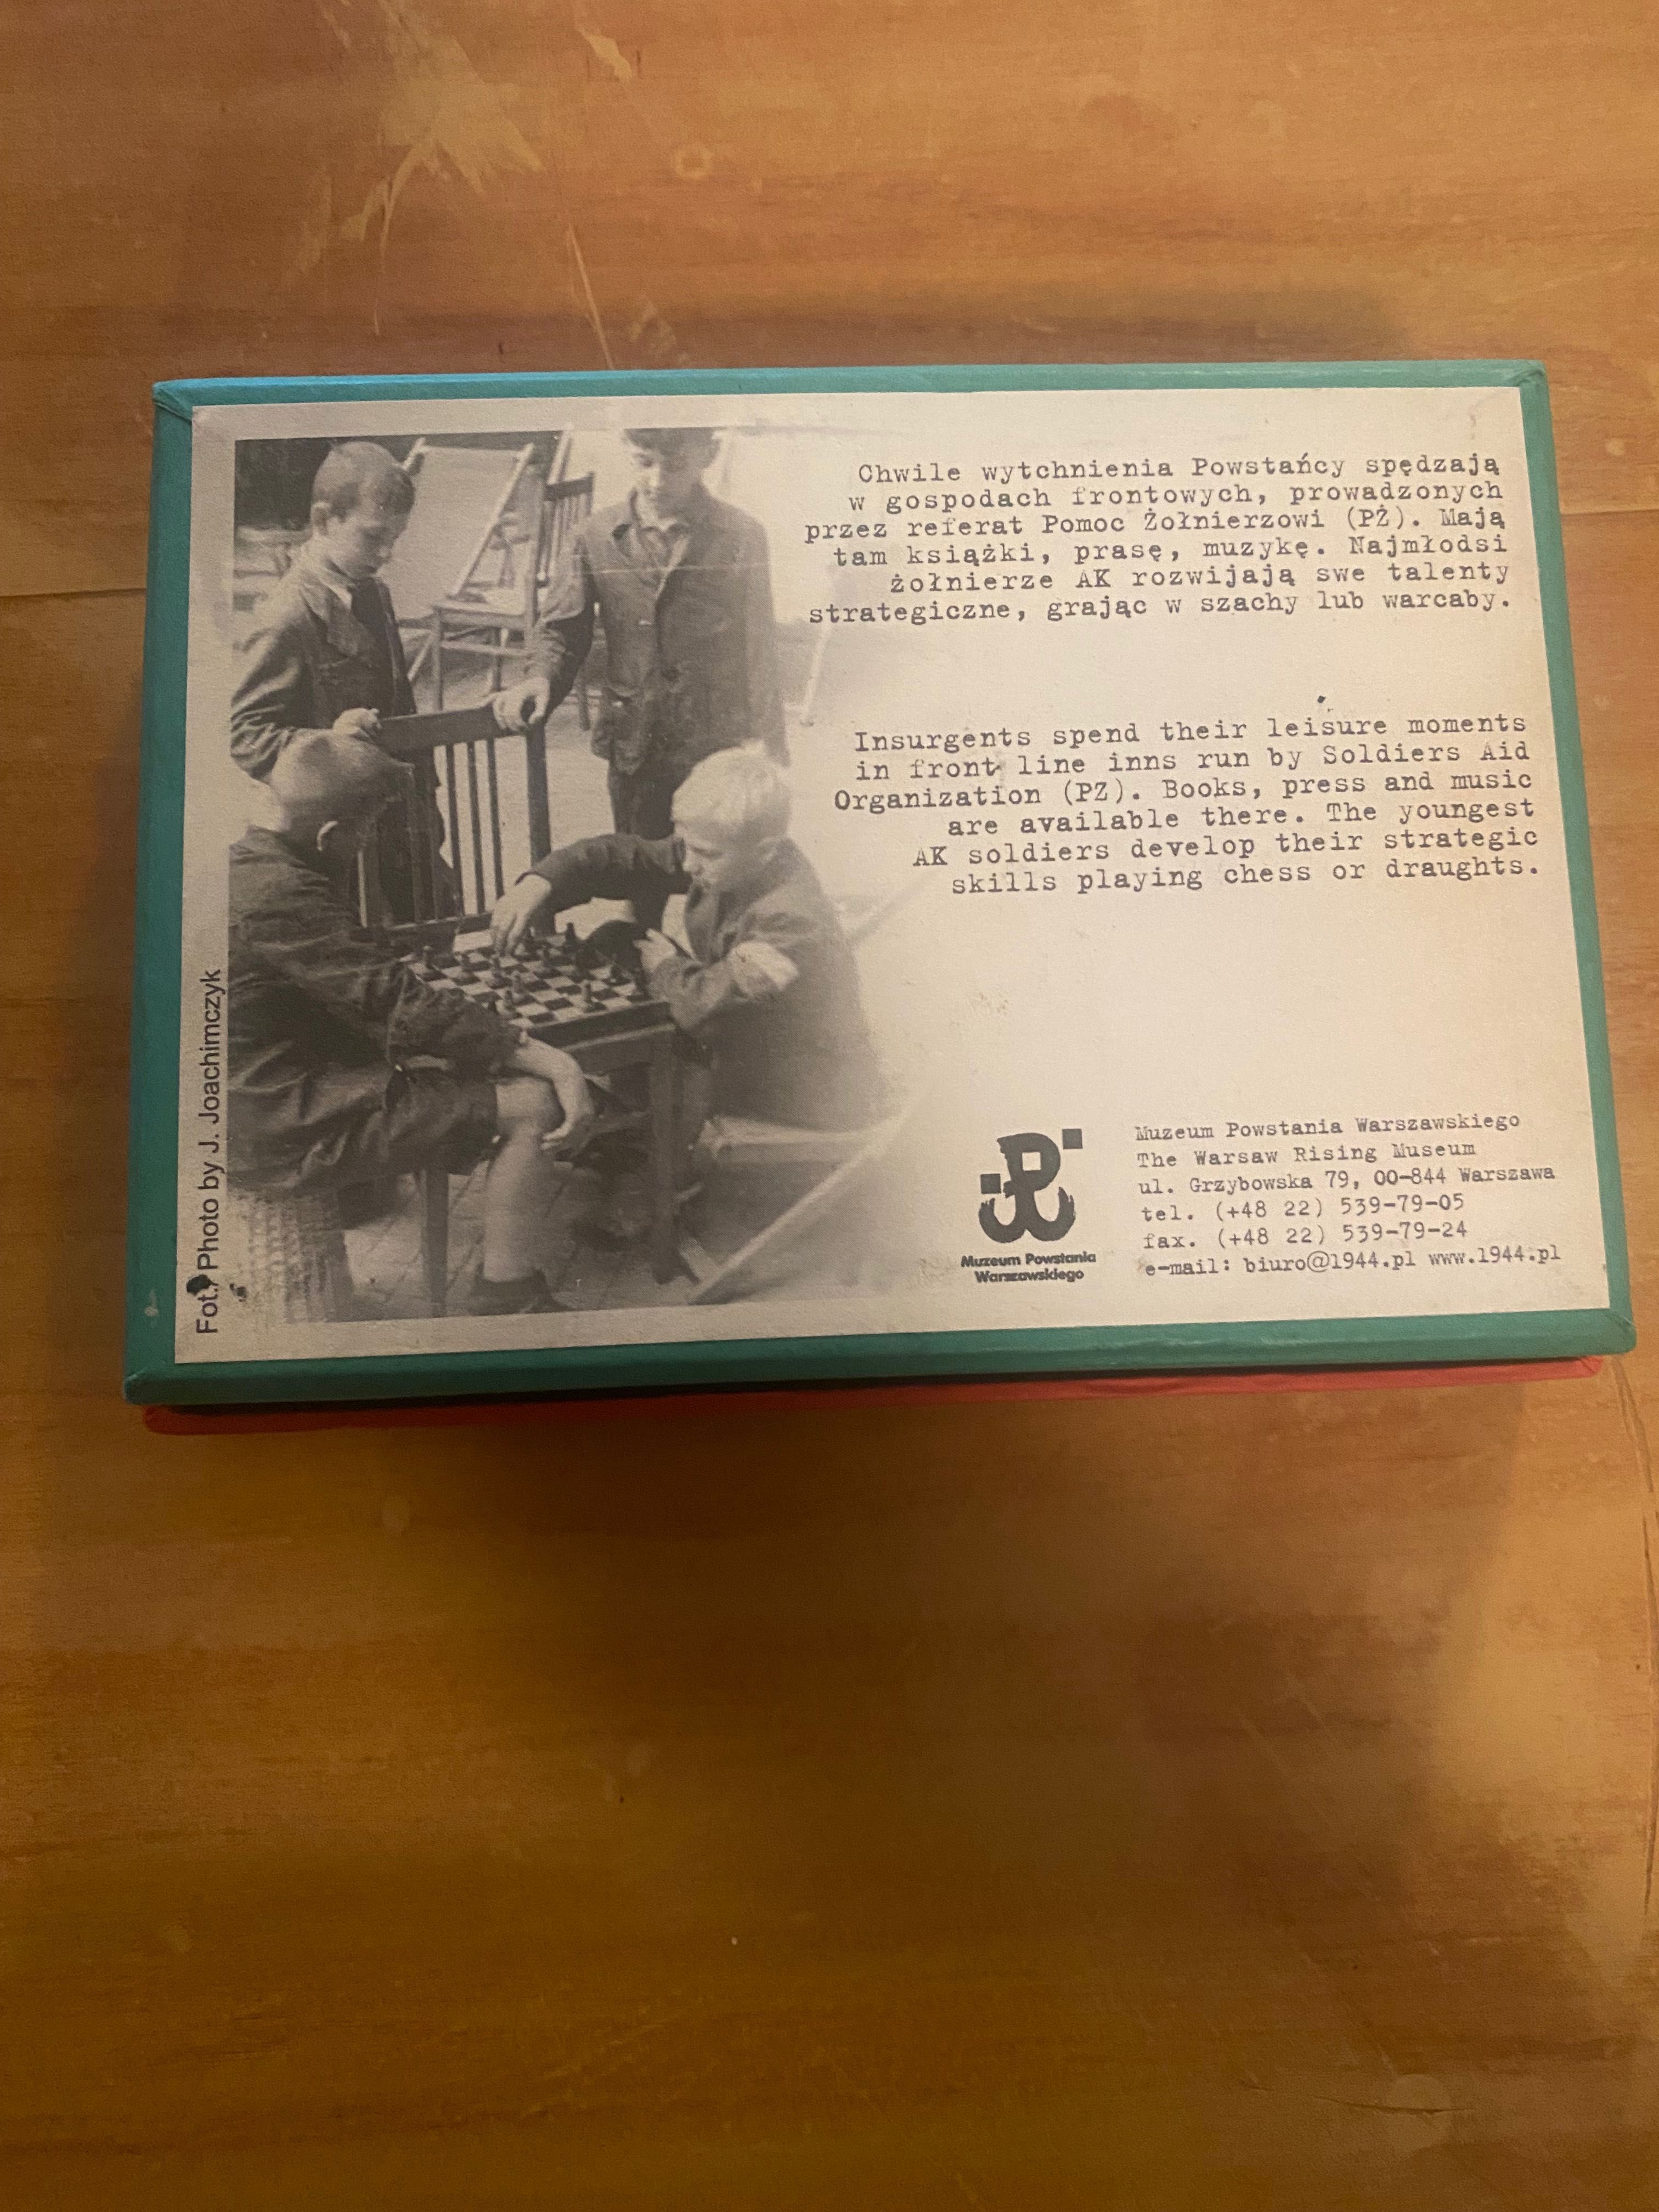 Chwile wytchnienia Powstańcy spędzają
w gospodach frontowych, prowadzonych
przez referat Pomoc Żołnierzowi (PŻ). Mają
tam książki, prasę, muzykę. Najmłodsi
żołnierze AK rozwijają swe talenty
strategiczne, grając w szachy lub warcaby.
Insurgents spend their leisure moments
in front line inns run by Soldiers Aid
Organization (PZ). Books, press and music
are available there. The youngest
AK soldiers develop their strategic
skills playing chess or draughts.
Fot./Photo by J. Joachimczyk
Muzeum Powstania
Warszawskiego
Muzeum Powstania Warszawskiego
The Warsaw Rising Museum
ul. Grzybowska 79, 00-844 Warszawa
tel. (+48 22) 539-79-05
fax. (+48 22) 539-79-24
e-mail: biuro@1944.pl www.1944.pl